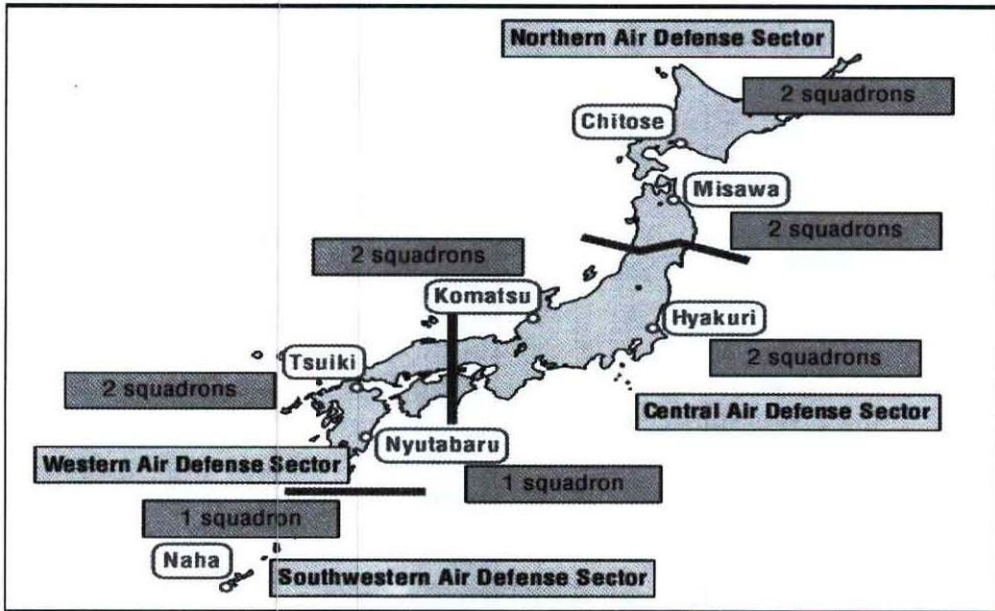 Northern Air Defense Sector
2 squadrons
Chitose
Misawa
2 squadrons
2 squadrons
Komatsu
Hyakuri
Tsuiki
2 squadrons
2 squadrons
Central Air Defense Sector
Nyutabaru
Western Air Defense Sector
1 squadron
1 squadron
Naha
Southwestern Air Defense Sector